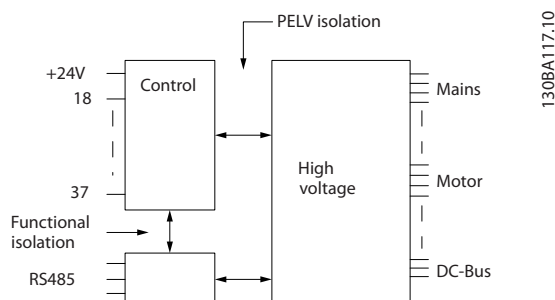 PELV isolation
+24V
Control
18
Mains
High
voltage
Motor
37
Functional
isolation
DC-Bus
RS485
130BA117.10